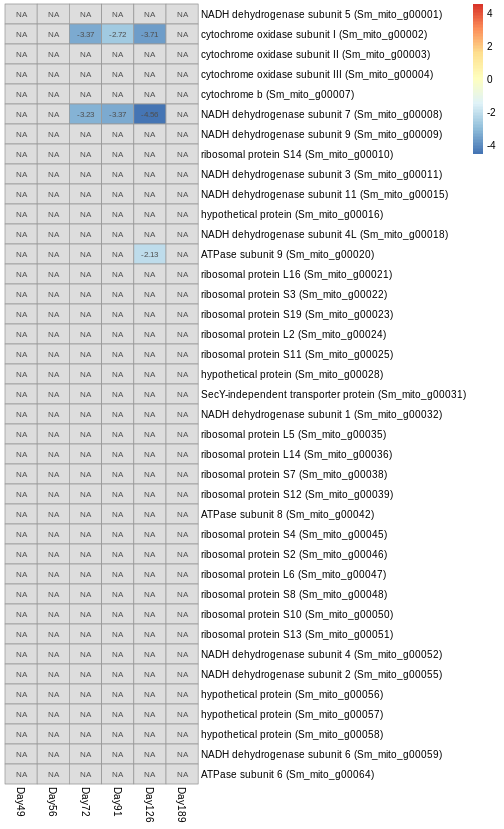 NA NA NA NA NA NA NADH dehydrogenase subunit 5 (Sm_mito_g00001)
NA NA -3.37 -2.72 -3.71 NA cytochrome oxidase subunit I (Sm_mito_g00002)
NA NA NA NA NA NA cytochrome oxidase subunit II (Sm_mito_g00003)
NA NA NA NA NA NA cytochrome oxidase subunit III (Sm_mito_g00004)
NA NA NA NA NA NA cytochrome b (Sm_mito_g00007)
NA NA -3.23 -3.37 NA NADH dehydrogenase subunit 7 (Sm_mito_g00008)
NA NA NA NA NA NA NADH dehydrogenase subunit 9 (Sm_mito_g00009)
NA NA NA NA NA NA ribosomal protein S14 (Sm_mito_g00010)
NA NA NA NA NA NA NADH dehydrogenase subunit 3 (Sm_mito_g00011)
NA NA NA NA NA NA NADH dehydrogenase subunit 11 (Sm_mito_g00015)
NA NA NA NA NA NA hypothetical protein (Sm_mito_g00016)
NA NA NA NA NA NA NADH dehydrogenase subunit 4L (Sm_mito_g00018)
NA NA NA NA -2.13 NA ATPase subunit 9 (Sm_mito_g00020)
NA NA NA NA NA NA ribosomal protein L16 (Sm_mito_g00021)
NA NA NA NA NA NA ribosomal protein S3 (Sm_mito_g00022)
NA NA NA NA NA NA ribosomal protein S19 (Sm_mito_g00023)
NA NA NA NA NA NA ribosomal protein L2 (Sm_mito_g00024)
NA NA NA NA NA NA ribosomal protein S11 (Sm_mito_g00025)
NA NA NA NA NA NA hypothetical protein (Sm_mito_g00028)
NA NA NA NA NA NA SecY-independent transporter protein (Sm_mito_g00031)
NA NA NA NA NA NA NADH dehydrogenase subunit 1 (Sm_mito_g00032)
NA NA NA NA NA NA ribosomal protein L5 (Sm_mito_g00035)
NA NA NA NA NA NA ribosomal protein L14 (Sm_mito_g00036)
NA NA NA NA NA NA ribosomal protein S7 (Sm_mito_g00038)
NA NA NA NA NA NA ribosomal protein S12 (Sm_mito_g00039)
NA NA NA NA NA NA ATPase subunit 8 (Sm_mito_g00042)
NA NA NA NA NA NA ribosomal protein S4 (Sm_mito_g00045)
NA NA NA NA NA NA ribosomal protein S2 (Sm_mito_g00046)
NA NA NA NA NA NA ribosomal protein L6 (Sm_mito_g00047)
NA NA NA NA NA NA ribosomal protein S8 (Sm_mito_g00048)
NA NA NA NA NA NA ribosomal protein S10 (Sm_mito_g00050)
NA NA NA NA NA NA ribosomal protein S13 (Sm_mito_g00051)
NA NA NA NA NA NA NADH dehydrogenase subunit 4 (Sm_mito_g00052)
NA NA NA NA NA NA NADH dehydrogenase subunit 2 (Sm_mito_g00055)
NA NA NA NA NA NA hypothetical protein (Sm_mito_g00056)
NA NA NA NA NA NA hypothetical protein (Sm_mito_g00057)
NA NA NA NA NA NA hypothetical protein (Sm_mito_g00058)
NA NA NA NA NA NA NADH dehydrogenase subunit 6 (Sm_mito_g00059)
NA NA NA NA NA NA ATPase subunit 6 (Sm_mito_g00064)
Day49 Day56 Day72 Day91 Day126 Day189
4
2
0
-2
-4